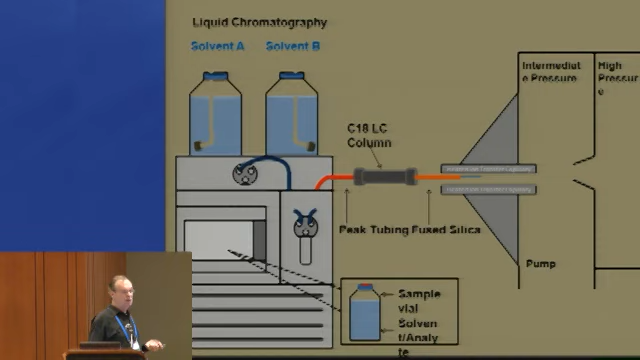 Liquid Chromatography
Solvent A
Solvent B
Intermediat
e Pressure
High
Pressur
e
C18 LC
Column
Peak Tubing
Fused Silica
Pump
Sample
vial
Solven
t/Analy
te